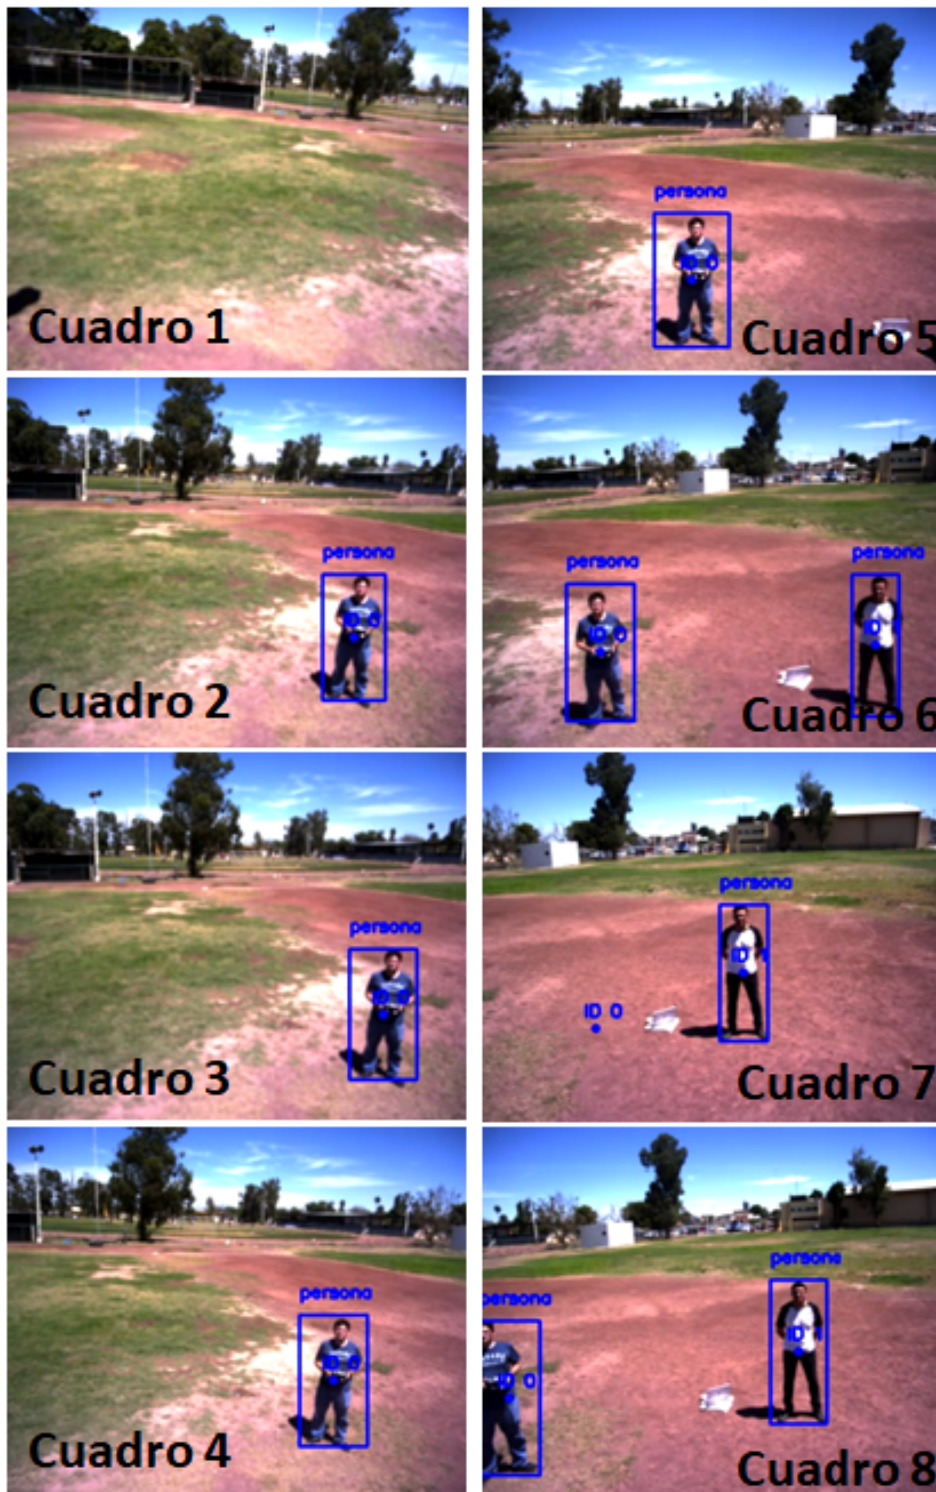 Cuadro 1
persona
ID 0
Cuadro 2
persona
ID 0
Cuadro 3
persona
ID 0
Cuadro 4
persona
ID 0
Cuadro 5
persona
persona
ID 0
ID
Cuadro 6
persona
ID 1
ID 0
Cuadro 7
persona
persona
ID 1
ID 0
Cuadro 8